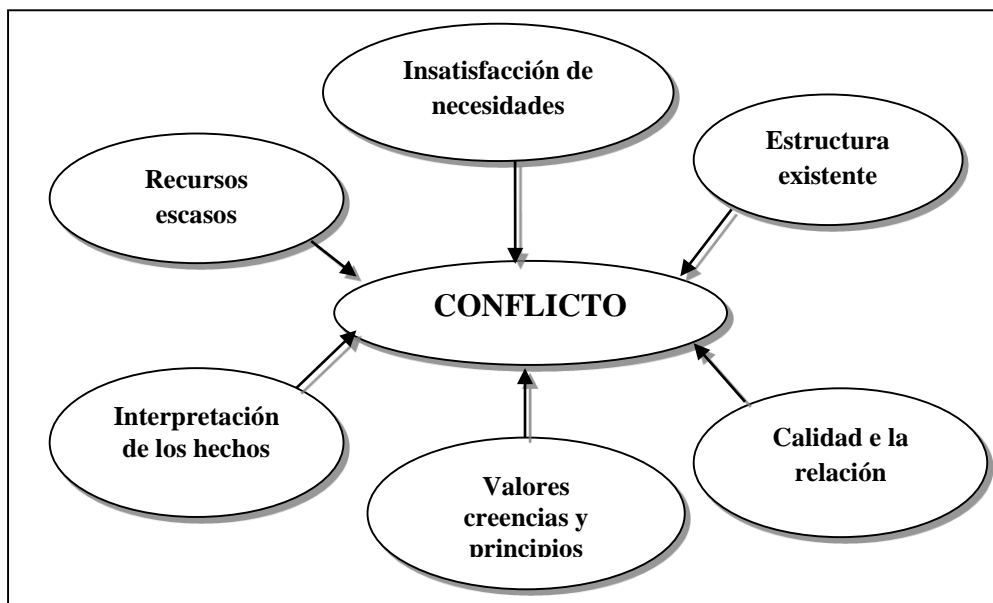 Insatisfacción de
necesidades
Estructura
existente
Recursos
escasos
CONFLICTO
Interpretación
de los hechos
Calidad e la
relación
Valores
creencias y
principios